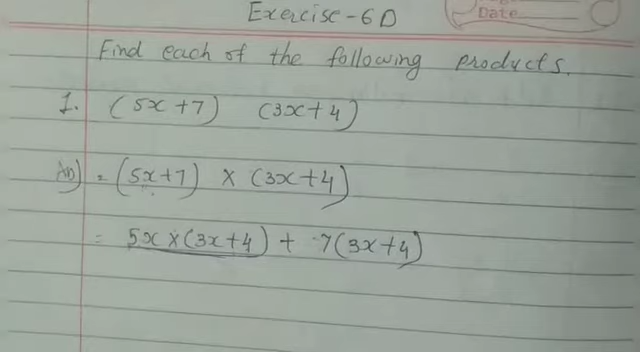 Exercise-6D
Date
Find each of the following products.
1. (5x+7) (3x+4)
= (5x+7) × (3x+4)
= 5x×(3x+4) + 7(3x+4)